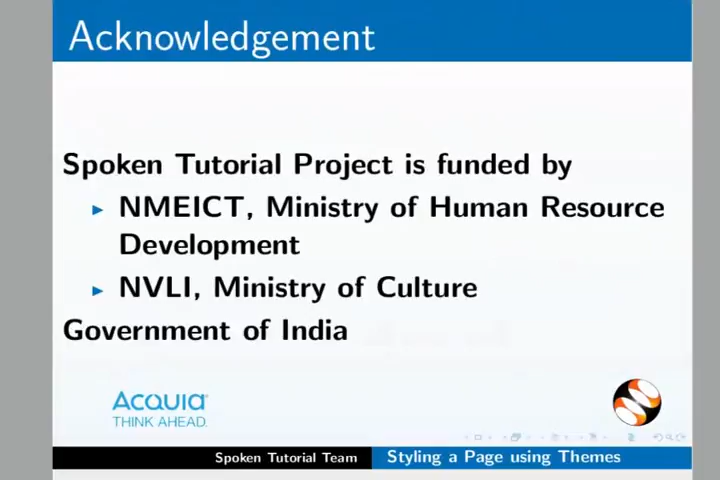 Acknowledgement
Spoken Tutorial Project is funded by
NMEICT, Ministry of Human Resource
Development
NVLI, Ministry of Culture
Government of India
ACQUIA
THINK AHEAD.
Spoken Tutorial Team Styling a Page using Themes